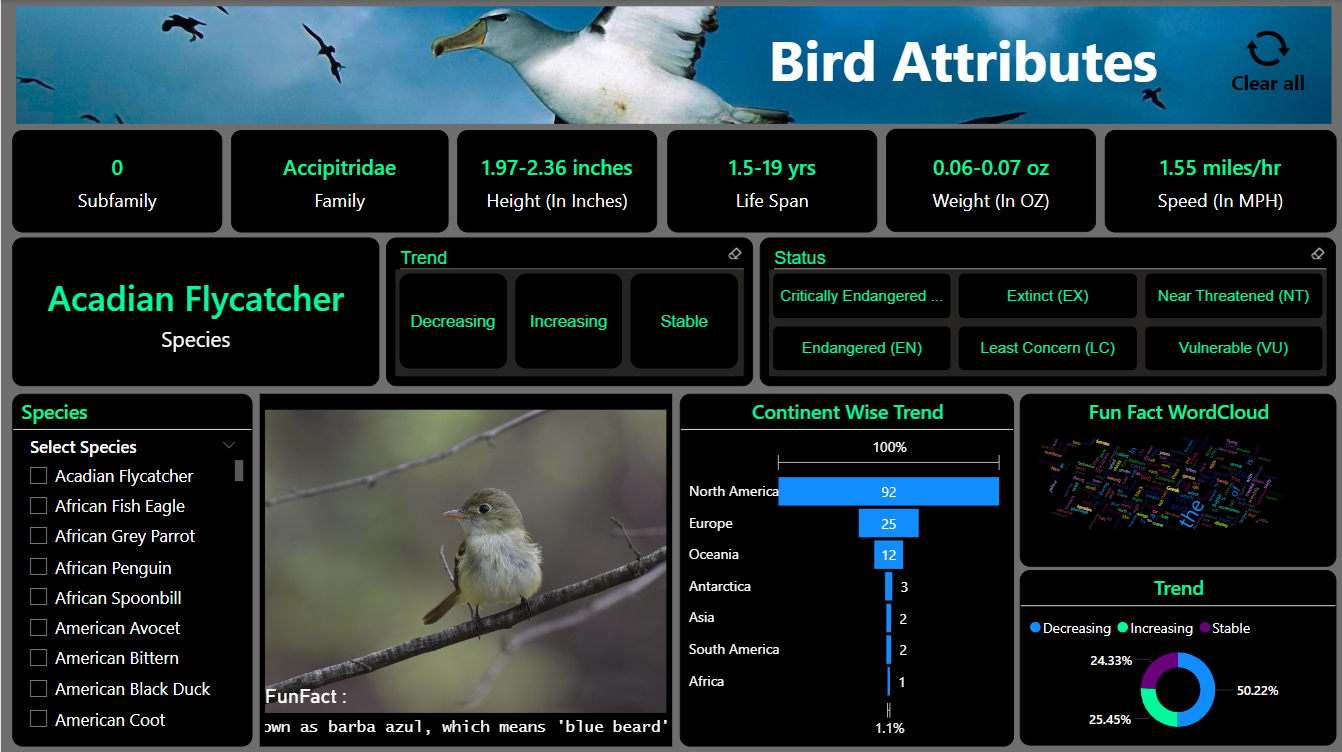 Bird Attributes
Clear all
0
Subfamily
Accipitridae
Family
1.97-2.36 inches
Height (In Inches)
1.5-19 yrs
Life Span
0.06-0.07 oz
Weight (In OZ)
1.55 miles/hr
Speed (In MPH)
Acadian Flycatcher
Species
Trend
Decreasing
Increasing
Stable
Status
Critically Endangered ...
Extinct (EX)
Near Threatened (NT)
Endangered (EN)
Least Concern (LC)
Vulnerable (VU)
Species
Select Species
Acadian Flycatcher
African Fish Eagle
African Grey Parrot
African Penguin
African Spoonbill
American Avocet
American Bittern
American Black Duck
American Coot
FunFact :
own as barba azul, which means 'blue beard'
Continent Wise Trend
100%
North America 92
Europe 25
Oceania 12
Antarctica 3
Asia 2
South America 2
Africa 1
1.1%
Fun Fact WordCloud
the
of
Trend
Decreasing Increasing Stable
24.33%
50.22%
25.45%